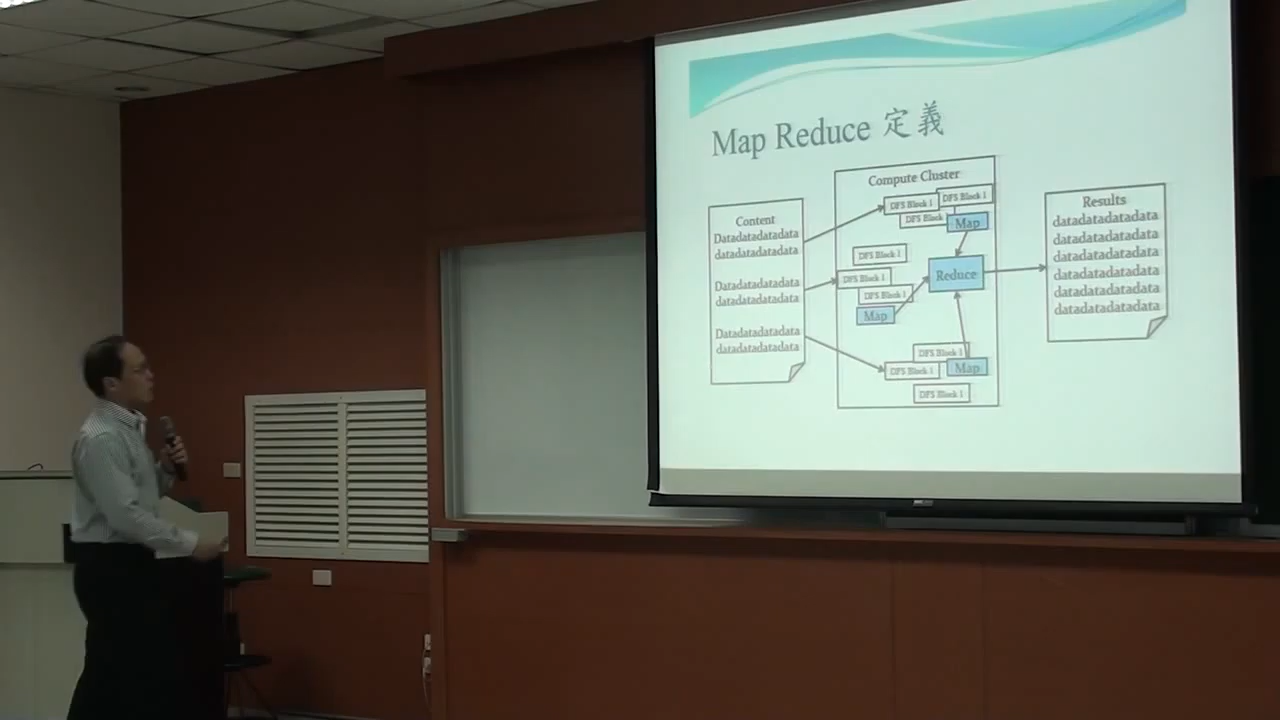 Map Reduce 定義
Content
Datadatadatadata
datadatadatadata
Datadatadatadata
datadatadatadata
Datadatadatadata
datadatadatadata
Compute Cluster
DFS Block 1
DFS Block 1
DFS Block
Map
DFS Block 1
DFS Block 1
DFS Block 1
Map
Reduce
DFS Block 1
DFS Block 1
Map
DFS Block 1
Results
datadatadatadata
datadatadatadata
datadatadatadata
datadatadatadata
datadatadatadata
datadatadatadata